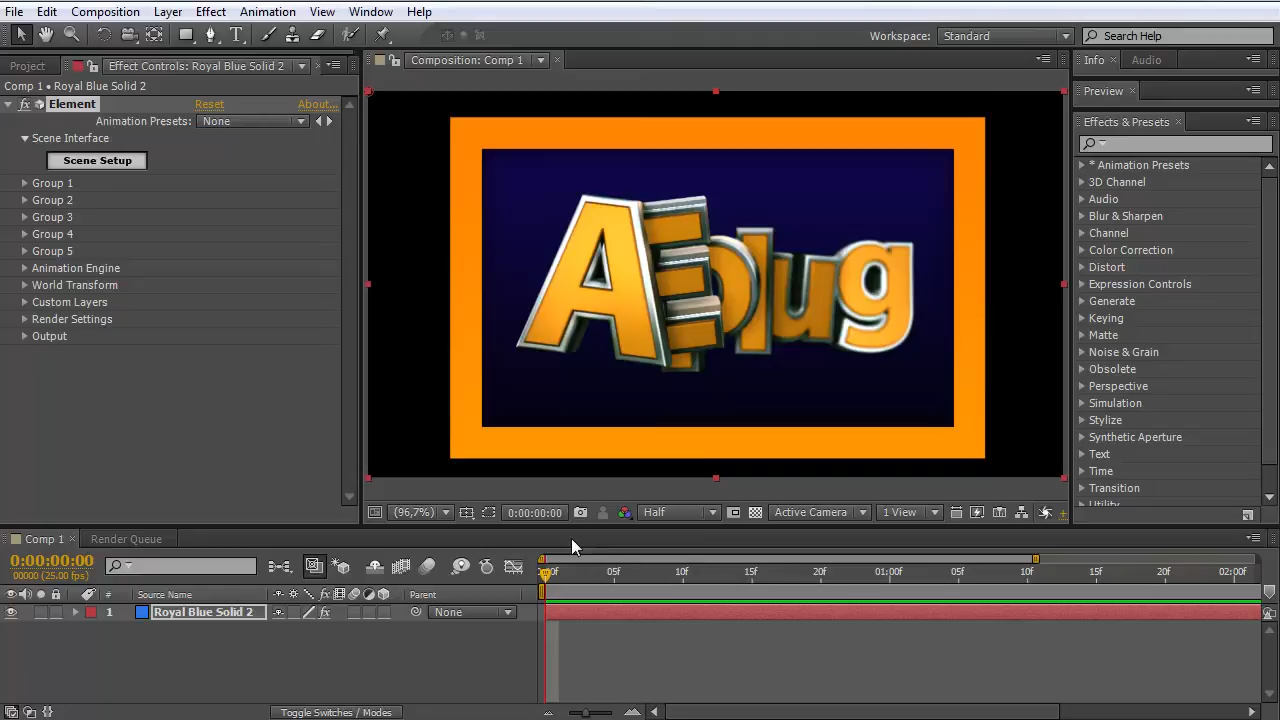 File Edit Composition Layer Effect Animation View Window Help
Workspace: Standard Search Help
Project Effect Controls: Royal Blue Solid 2 Composition: Comp 1 Info Audio
Comp 1 • Royal Blue Solid 2
Element Reset About...
Animation Presets: None
Scene Interface
Scene Setup
Group 1
Group 2
Group 3
Group 4
Group 5
Animation Engine
World Transform
Custom Layers
Render Settings
Output
AEplug
(96,7%) 0:00:00:00 Half Active Camera 1 View
Preview
Effects & Presets
* Animation Presets
3D Channel
Audio
Blur & Sharpen
Channel
Color Correction
Distort
Expression Controls
Generate
Keying
Matte
Noise & Grain
Obsolete
Perspective
Simulation
Stylize
Synthetic Aperture
Text
Time
Transition
Utility
Comp 1 Render Queue
0:00:00:00
00000 (25.00 fps)
05f 10f 15f 20f 01:00f 05f 10f 15f 20f 02:00f
# Source Name Parent
1 Royal Blue Solid 2 None
Toggle Switches / Modes